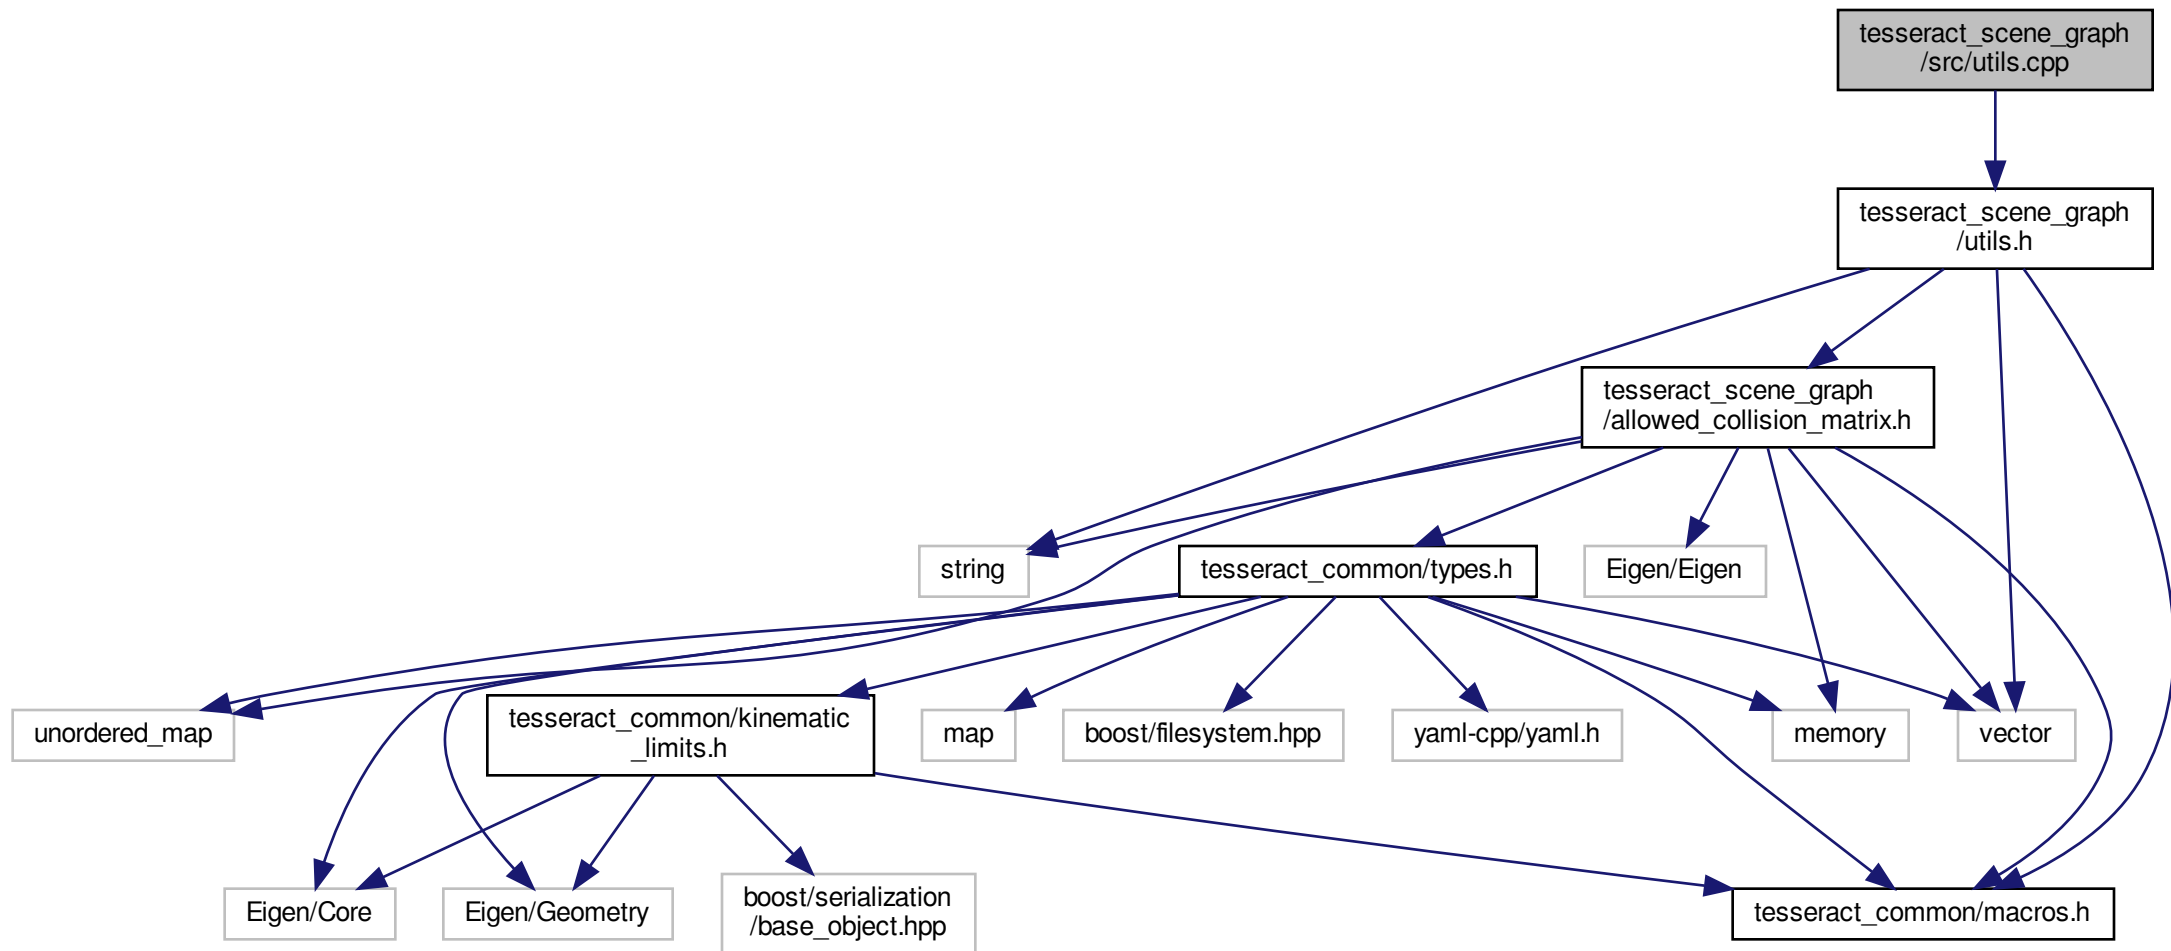 tesseract_scene_graph
/src/utils.cpp
tesseract_scene_graph
/utils.h
tesseract_scene_graph
/allowed_collision_matrix.h
string
tesseract_common/types.h
Eigen/Eigen
unordered_map
tesseract_common/kinematic
_limits.h
map
boost/filesystem.hpp
yaml-cpp/yaml.h
memory
vector
Eigen/Core
Eigen/Geometry
boost/serialization
/base_object.hpp
tesseract_common/macros.h